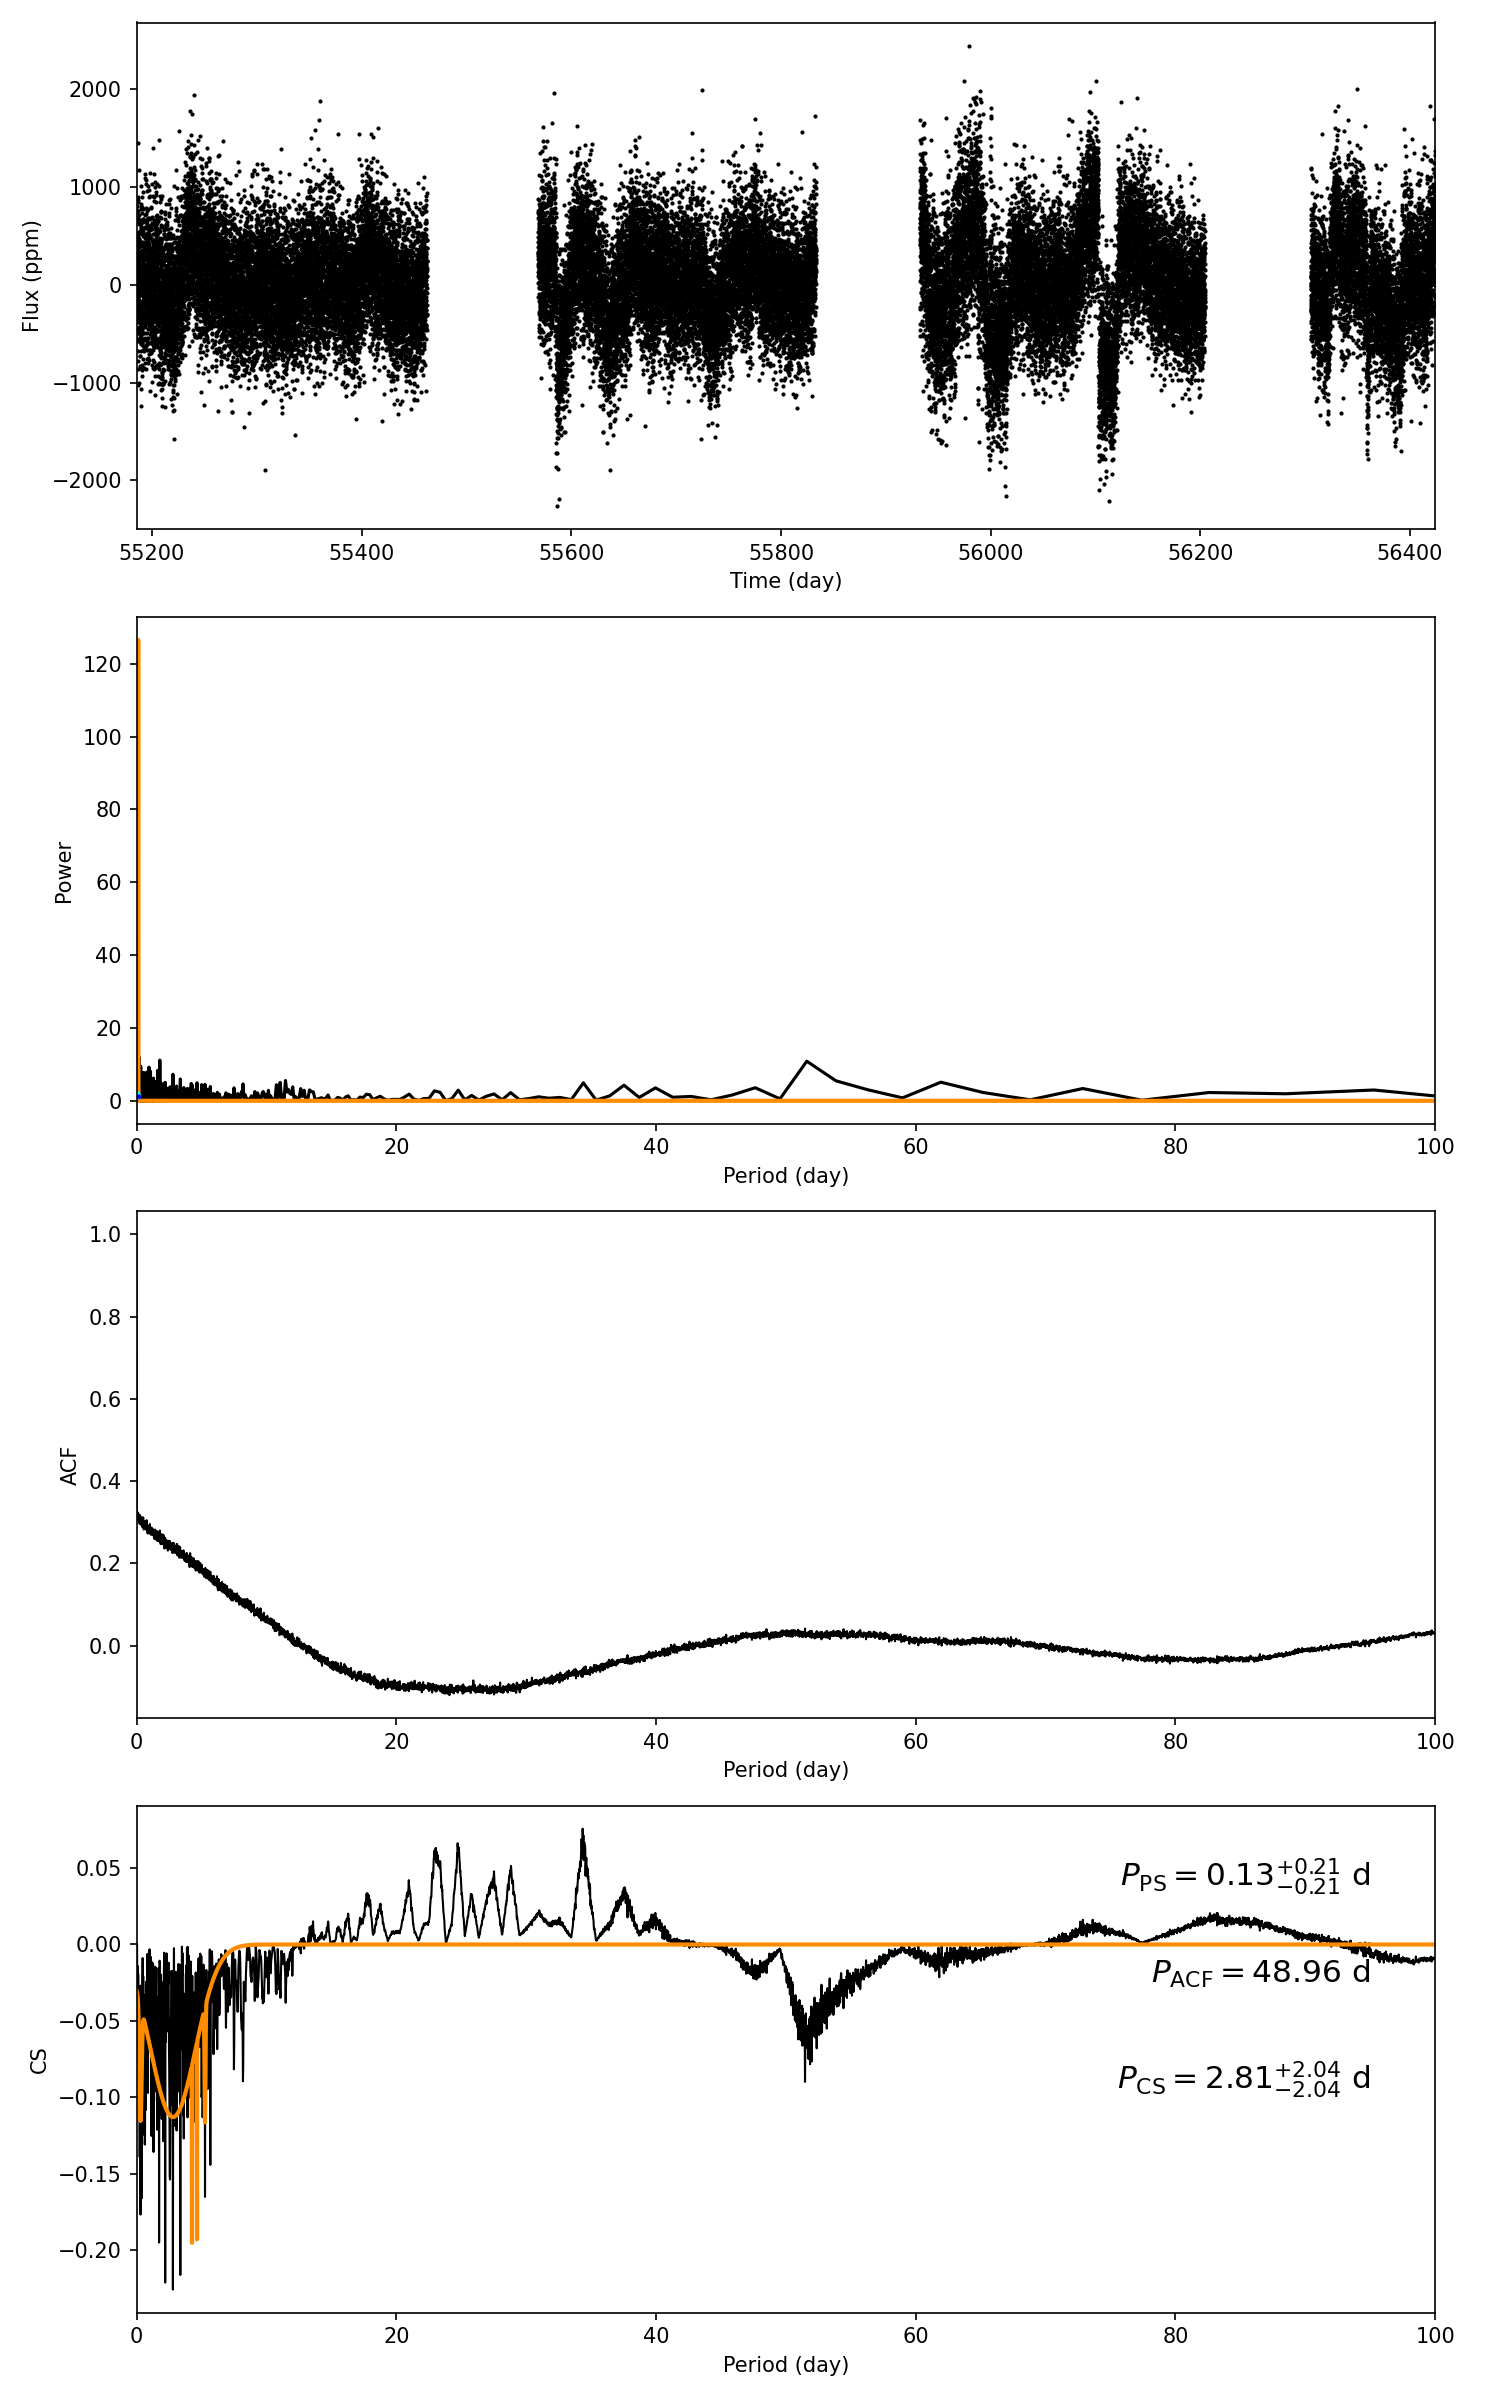 2000
1000
0
−1000
−2000
Flux (ppm)
55200 55400 55600 55800 56000 56200 56400
Time (day)
120
100
80
60
40
20
0
Power
0 20 40 60 80 100
Period (day)
1.0
0.8
0.6
0.4
0.2
0.0
ACF
0 20 40 60 80 100
Period (day)
0.05
0.00
−0.05
−0.10
−0.15
−0.20
CS
P_PS = 0.13^{+0.21}_{−0.21} d
P_ACF = 48.96 d
P_CS = 2.81^{+2.04}_{−2.04} d
0 20 40 60 80 100
Period (day)